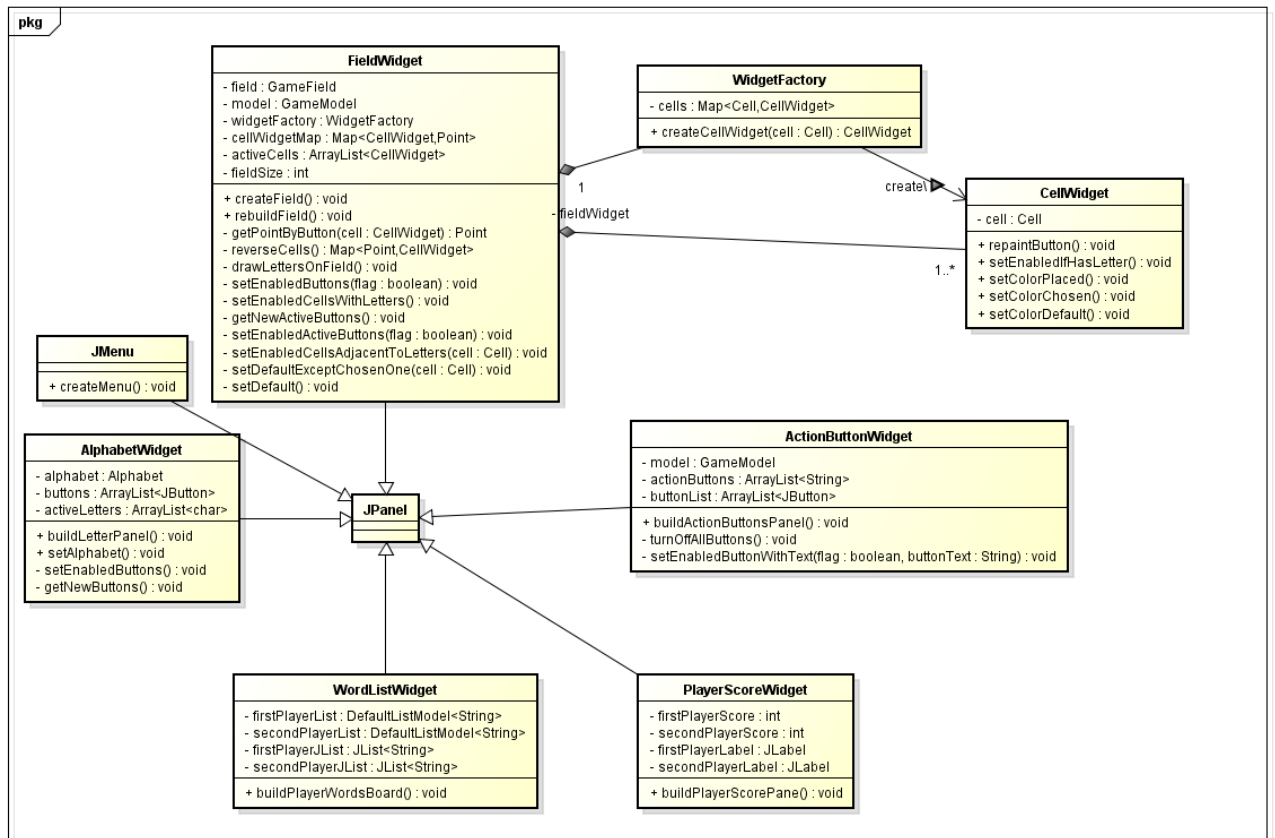 pkg
FieldWidget
- field : GameField
- model : GameModel
- widgetFactory : WidgetFactory
- cellWidgetMap : Map<CellWidget,Point>
- activeCells : ArrayList<CellWidget>
- fieldSize : int
+ createField() : void
+ rebuildField() : void
- getPointByButton(cell : CellWidget) : Point
- reverseCells() : Map<Point,CellWidget>
- drawLettersOnField() : void
- setEnabledButtons(flag : boolean) : void
- setEnabledCellsWithLetters() : void
- getNewActiveButtons() : void
- setEnabledActiveButtons(flag : boolean) : void
- setEnabledCellsAdjacentToLetters(cell : Cell) : void
- setDefaultExceptChosenOne(cell : Cell) : void
- setDefault() : void
WidgetFactory
- cells : Map<Cell,CellWidget>
+ createCellWidget(cell : Cell) : CellWidget
1
- fieldWidget
create\
1..*
CellWidget
- cell : Cell
+ repaintButton() : void
+ setEnabledIfHasLetter() : void
+ setColorPlaced() : void
+ setColorChosen() : void
+ setColorDefault() : void
JMenu
+ createMenu() : void
AlphabetWidget
- alphabet : Alphabet
- buttons : ArrayList<JButton>
- activeLetters : ArrayList<char>
+ buildLetterPanel() : void
+ setAlphabet() : void
- setEnabledButtons() : void
- getNewButtons() : void
JPanel
ActionButtonWidget
- model : GameModel
- actionButtons : ArrayList<String>
- buttonList : ArrayList<JButton>
+ buildActionButtonsPanel() : void
- turnOffAllButtons() : void
- setEnabledButtonWithText(flag : boolean, buttonText : String) : void
WordListWidget
- firstPlayerList : DefaultListModel<String>
- secondPlayerList : DefaultListModel<String>
- firstPlayerJList : JList<String>
- secondPlayerJList : JList<String>
+ buildPlayerWordsBoard() : void
PlayerScoreWidget
- firstPlayerScore : int
- secondPlayerScore : int
- firstPlayerLabel : JLabel
- secondPlayerLabel : JLabel
+ buildPlayerScorePane() : void